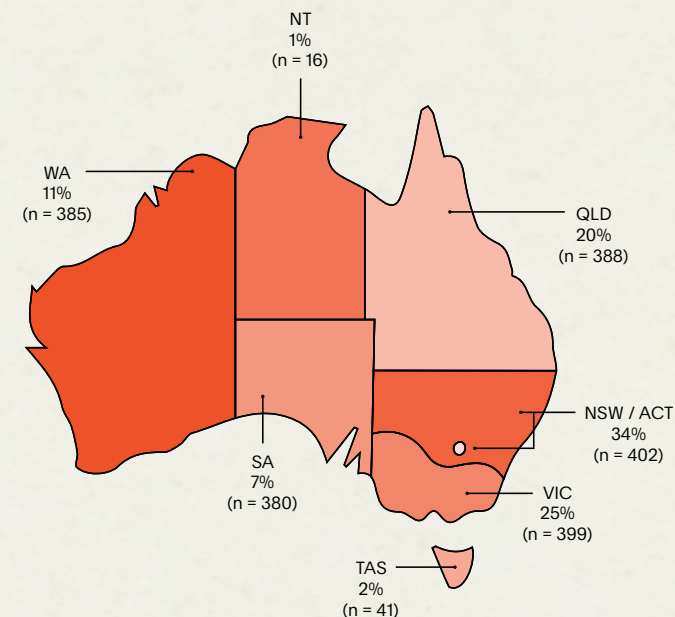 NT
1%
(n = 16)
WA
11%
(n = 385)
QLD
20%
(n = 388)
NSW / ACT
34%
(n = 402)
SA
7%
(n = 380)
VIC
25%
(n = 399)
TAS
2%
(n = 41)